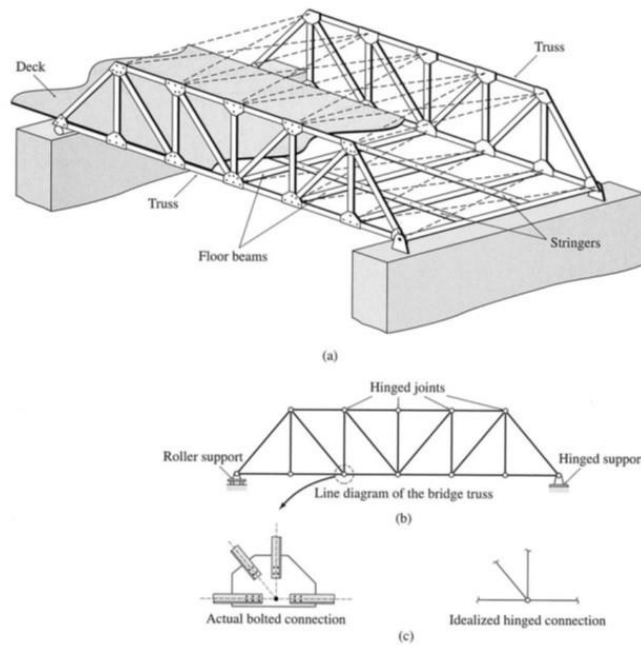 Truss
Deck
Truss
Floor beams
Stringers
(a)
Hinged joints
Roller support
Hinged support
Line diagram of the bridge truss
(b)
Actual bolted connection
Idealized hinged connection
(c)